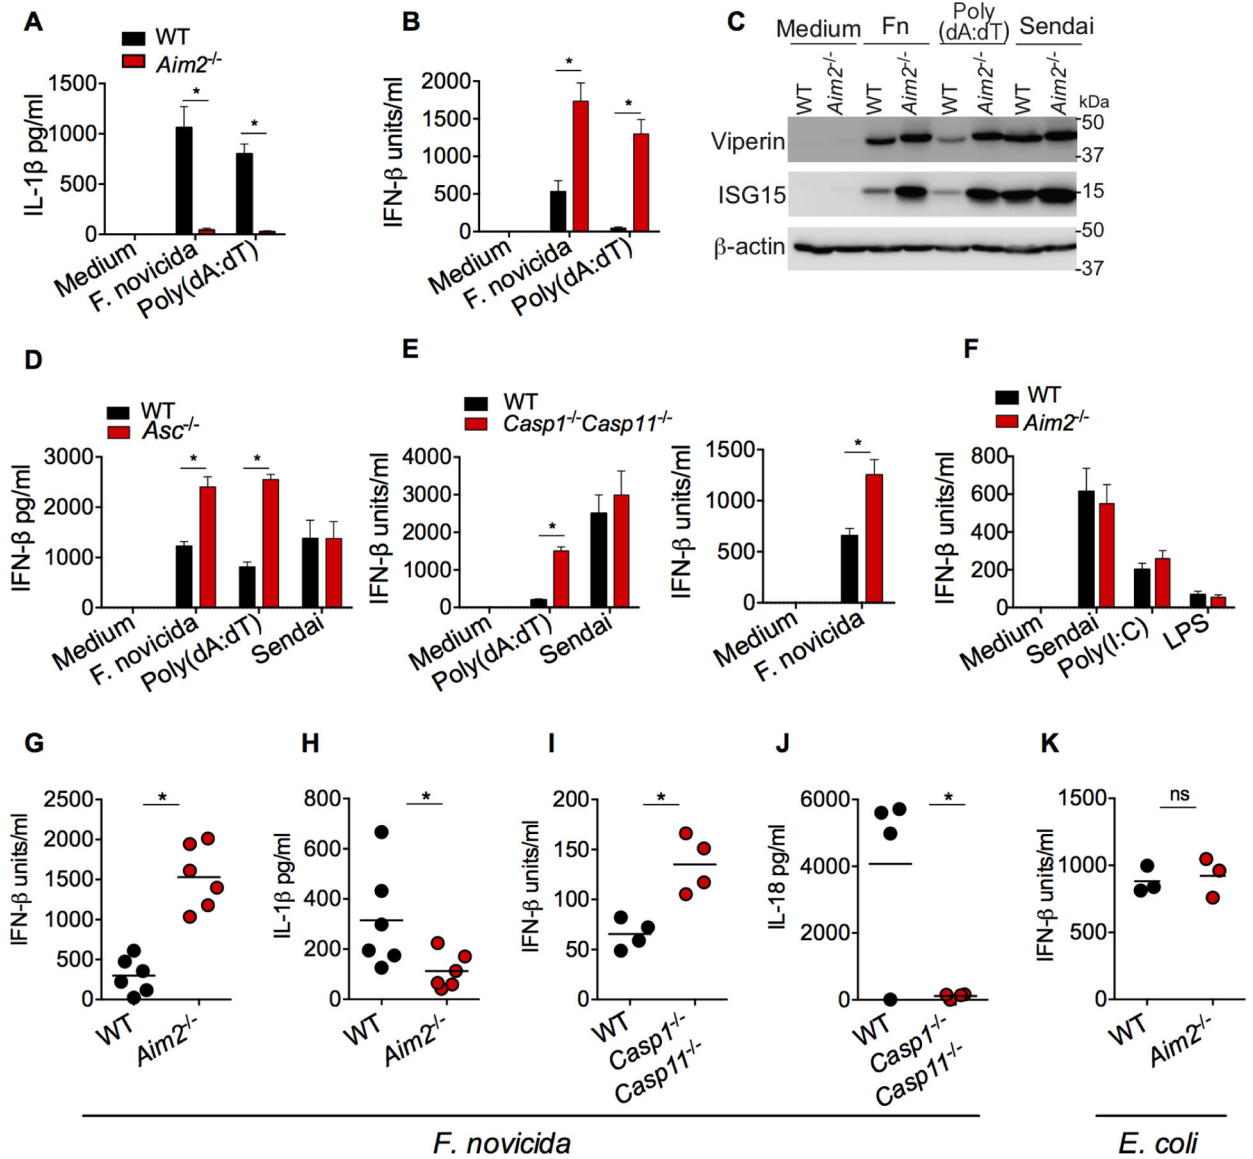 A
WT
Aim2-/-
IL-1β pg/ml
1500
1000
500
0
*
*
Medium
F. novicida
Poly(dA:dT)
B
IFN-β units/ml
2000
1500
1000
500
0
*
*
Medium
F. novicida
Poly(dA:dT)
C
Medium
Fn
Poly
(dA:dT)
Sendai
WT
Aim2-/-
WT
Aim2-/-
WT
Aim2-/-
WT
Aim2-/-
kDa
Viperin
-50
-37
ISG15
-15
β-actin
-50
-37
D
WT
Asc-/-
IFN-β pg/ml
3000
2000
1000
0
*
*
Medium
F. novicida
Poly(dA:dT)
Sendai
E
WT
Casp1-/-Casp11-/-
IFN-β units/ml
4000
3000
2000
1000
0
*
Medium
Poly(dA:dT)
Sendai
IFN-β units/ml
1500
1000
500
0
*
Medium
F. novicida
F
WT
Aim2-/-
IFN-β units/ml
800
600
400
200
0
Medium
Sendai
Poly(I:C)
LPS
G
IFN-β units/ml
2500
2000
1500
1000
500
0
*
WT
Aim2-/-
H
IL-1β pg/ml
800
600
400
200
0
*
WT
Aim2-/-
I
IFN-β units/ml
200
150
100
50
0
*
WT
Casp1-/-
Casp11-/-
J
IL-18 pg/ml
6000
4000
2000
0
*
WT
Casp1-/-
Casp11-/-
K
IFN-β units/ml
1500
1000
500
0
ns
WT
Aim2-/-
F. novicida
E. coli